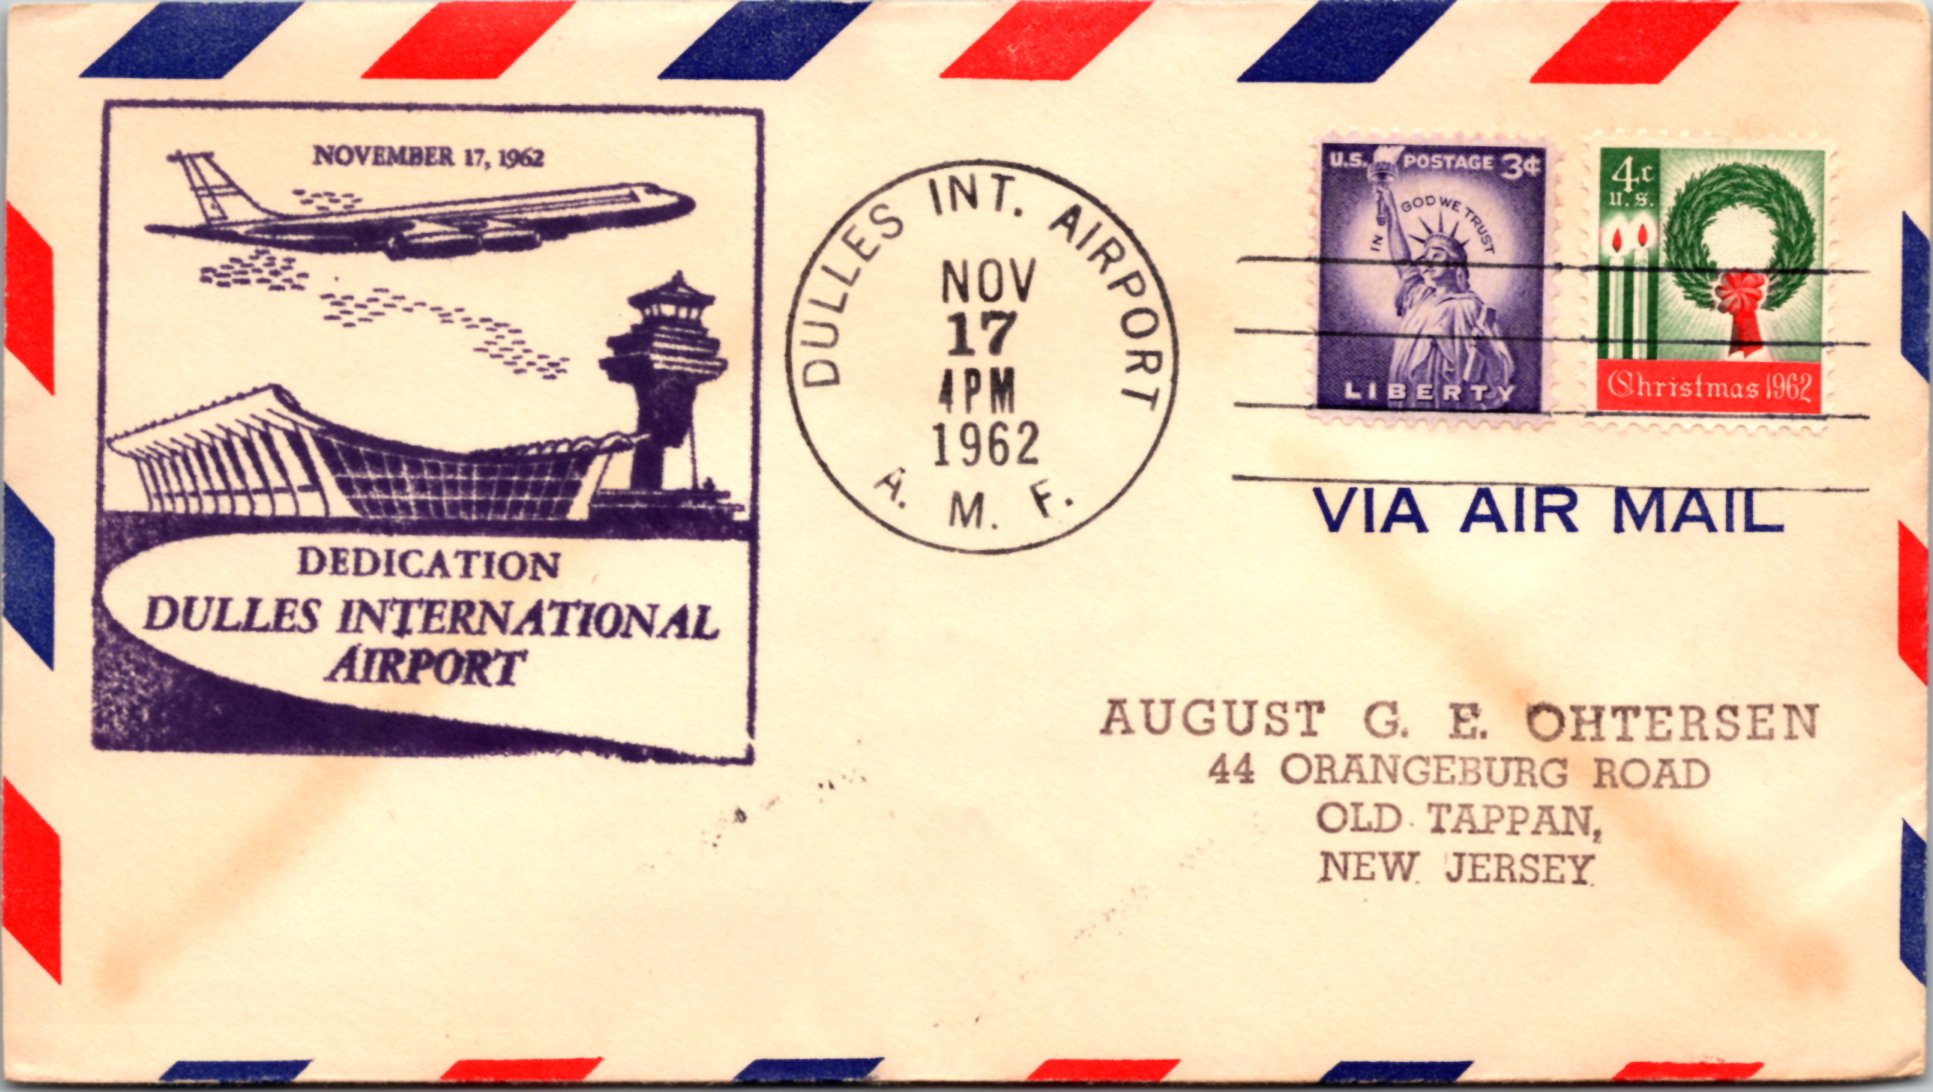 NOVEMBER 17, 1962
DEDICATION
DULLES INTERNATIONAL
AIRPORT
DULLES INT. AIRPORT
NOV
17
4PM
1962
A. M. F.
U.S. POSTAGE 3¢
IN GOD WE TRUST
LIBERTY
4c
U.S.
Christmas 1962
VIA AIR MAIL
AUGUST G. E. OHTERSEN
44 ORANGEBURG ROAD
OLD TAPPAN,
NEW JERSEY